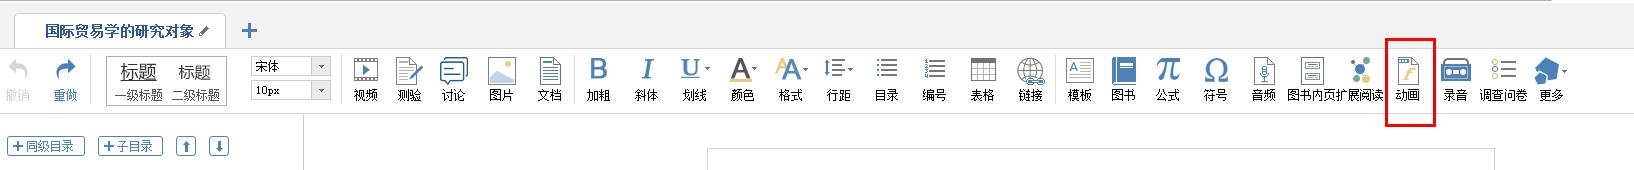 国际贸易学的研究对象
撤销 重做 标题 一级标题 标题 二级标题 宋体 10px 视频 测验 讨论 图片 文档 B 加粗 I 斜体 U 划线 A 颜色 AA 格式 行距 目录 编号 表格 链接 模板 图书 π 公式 Ω 符号 音频 图书内页 扩展阅读 动画 录音 调查问卷 更多
+同级目录 +子目录